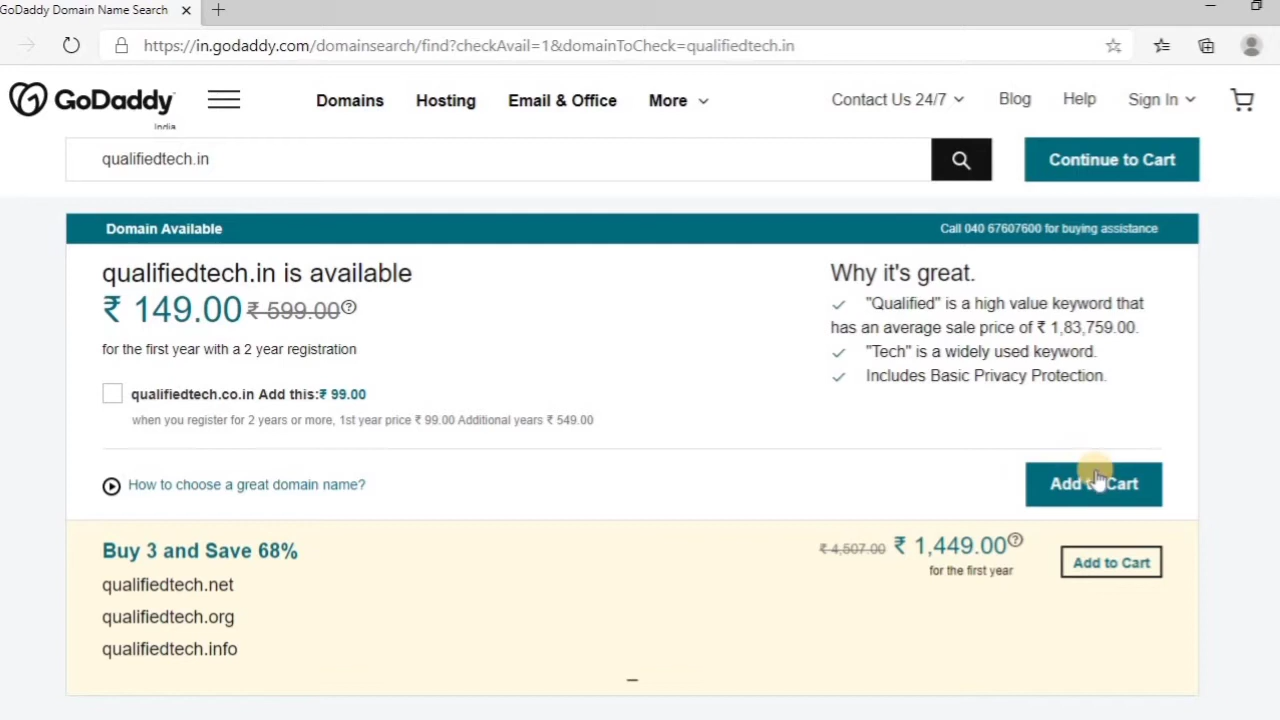 GoDaddy Domain Name Search
https://in.godaddy.com/domainsearch/find?checkAvail=1&domainToCheck=qualifiedtech.in
GoDaddy
India
Domains Hosting Email & Office More Contact Us 24/7 Blog Help Sign In
qualifiedtech.in
Continue to Cart
Domain Available
Call 040 67607600 for buying assistance
qualifiedtech.in is available
₹ 149.00 ₹ 599.00
for the first year with a 2 year registration
qualifiedtech.co.in Add this:₹ 99.00
when you register for 2 years or more, 1st year price ₹ 99.00 Additional years ₹ 549.00
Why it's great.
"Qualified" is a high value keyword that
has an average sale price of ₹ 1,83,759.00.
"Tech" is a widely used keyword.
Includes Basic Privacy Protection.
How to choose a great domain name?
Add to Cart
Buy 3 and Save 68%
qualifiedtech.net
qualifiedtech.org
qualifiedtech.info
₹ 4,507.00 ₹ 1,449.00
for the first year
Add to Cart